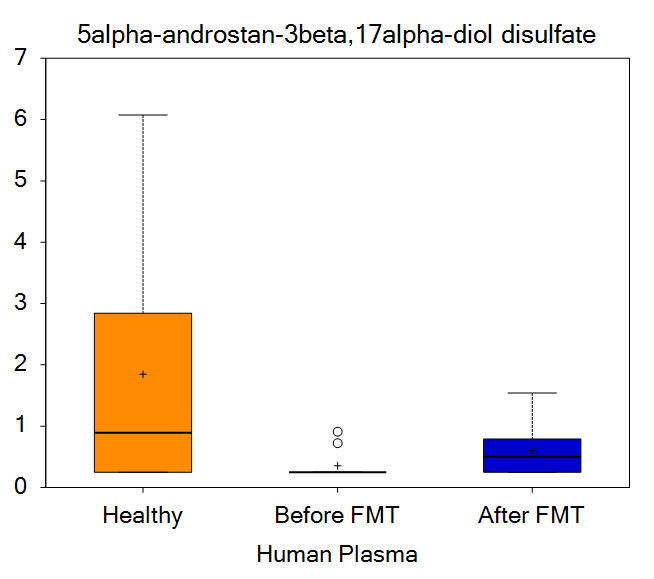 5alpha-androstan-3beta,17alpha-diol disulfate
7
6
5
4
3
2
1
0
Healthy Before FMT After FMT
Human Plasma